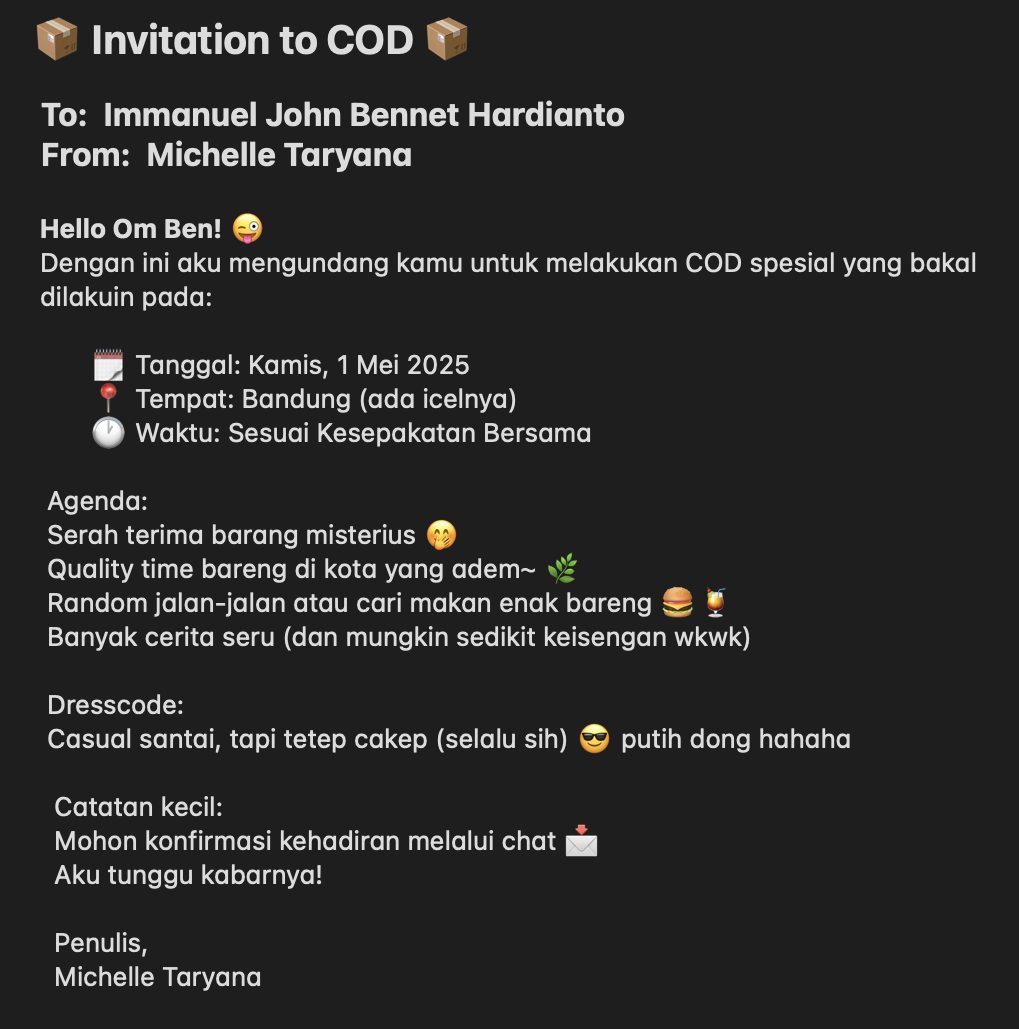 📦 Invitation to COD 📦
To: Immanuel John Bennet Hardianto
From: Michelle Taryana
Hello Om Ben! 😜
Dengan ini aku mengundang kamu untuk melakukan COD spesial yang bakal
dilakuin pada:
🗓️ Tanggal: Kamis, 1 Mei 2025
📍 Tempat: Bandung (ada icelnya)
🕐 Waktu: Sesuai Kesepakatan Bersama
Agenda:
Serah terima barang misterius 🤭
Quality time bareng di kota yang adem~ 🌿
Random jalan-jalan atau cari makan enak bareng 🍔 🍹
Banyak cerita seru (dan mungkin sedikit keisengan wkwk)
Dresscode:
Casual santai, tapi tetep cakep (selalu sih) 😎 putih dong hahaha
Catatan kecil:
Mohon konfirmasi kehadiran melalui chat 📩
Aku tunggu kabarnya!
Penulis,
Michelle Taryana